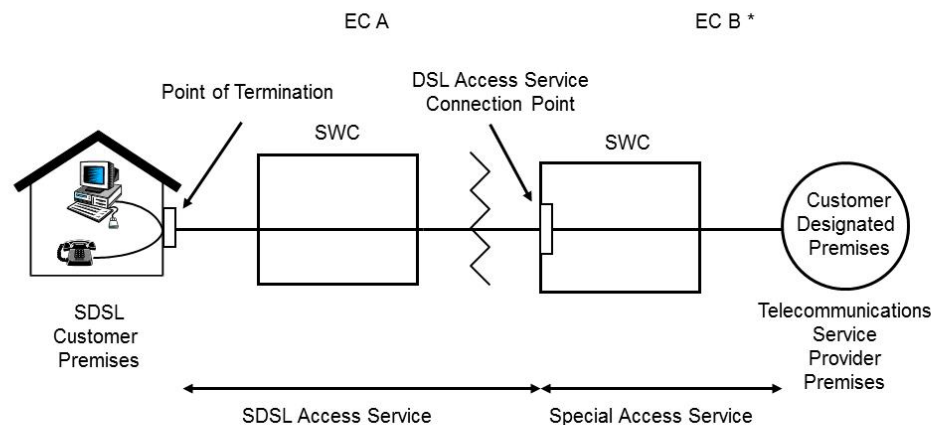 EC A
EC B *
Point of Termination
DSL Access Service
Connection Point
SWC
SWC
Customer
Designated
Premises
SDSL
Customer
Premises
Telecommunications
Service
Provider
Premises
SDSL Access Service
Special Access Service